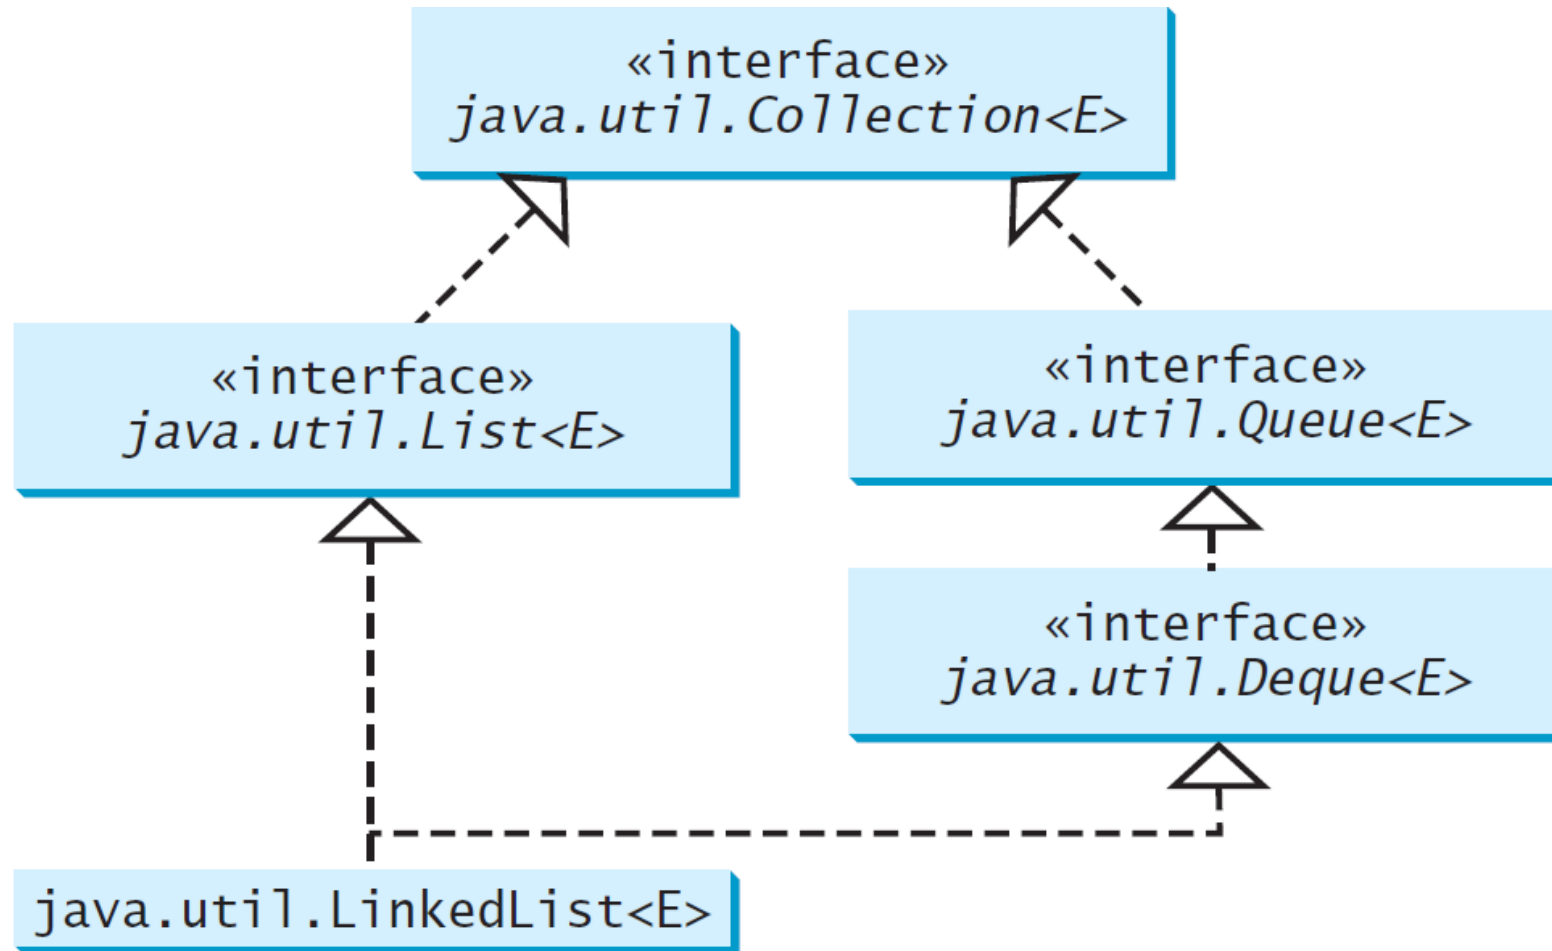 «interface»
java.util.Collection<E>
«interface»
java.util.List<E>
«interface»
java.util.Queue<E>
«interface»
java.util.Deque<E>
java.util.LinkedList<E>